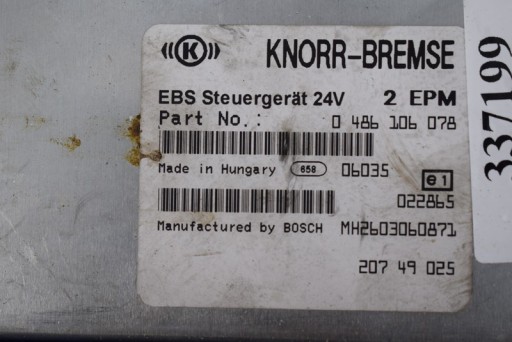 K KNORR-BREMSE
EBS Steuergerät 24V 2 EPM
Part No.: 0 486 106 078
Made in Hungary 658 06035 e1
022865
Manufactured by BOSCH MH2603060871
207 49 025
337199